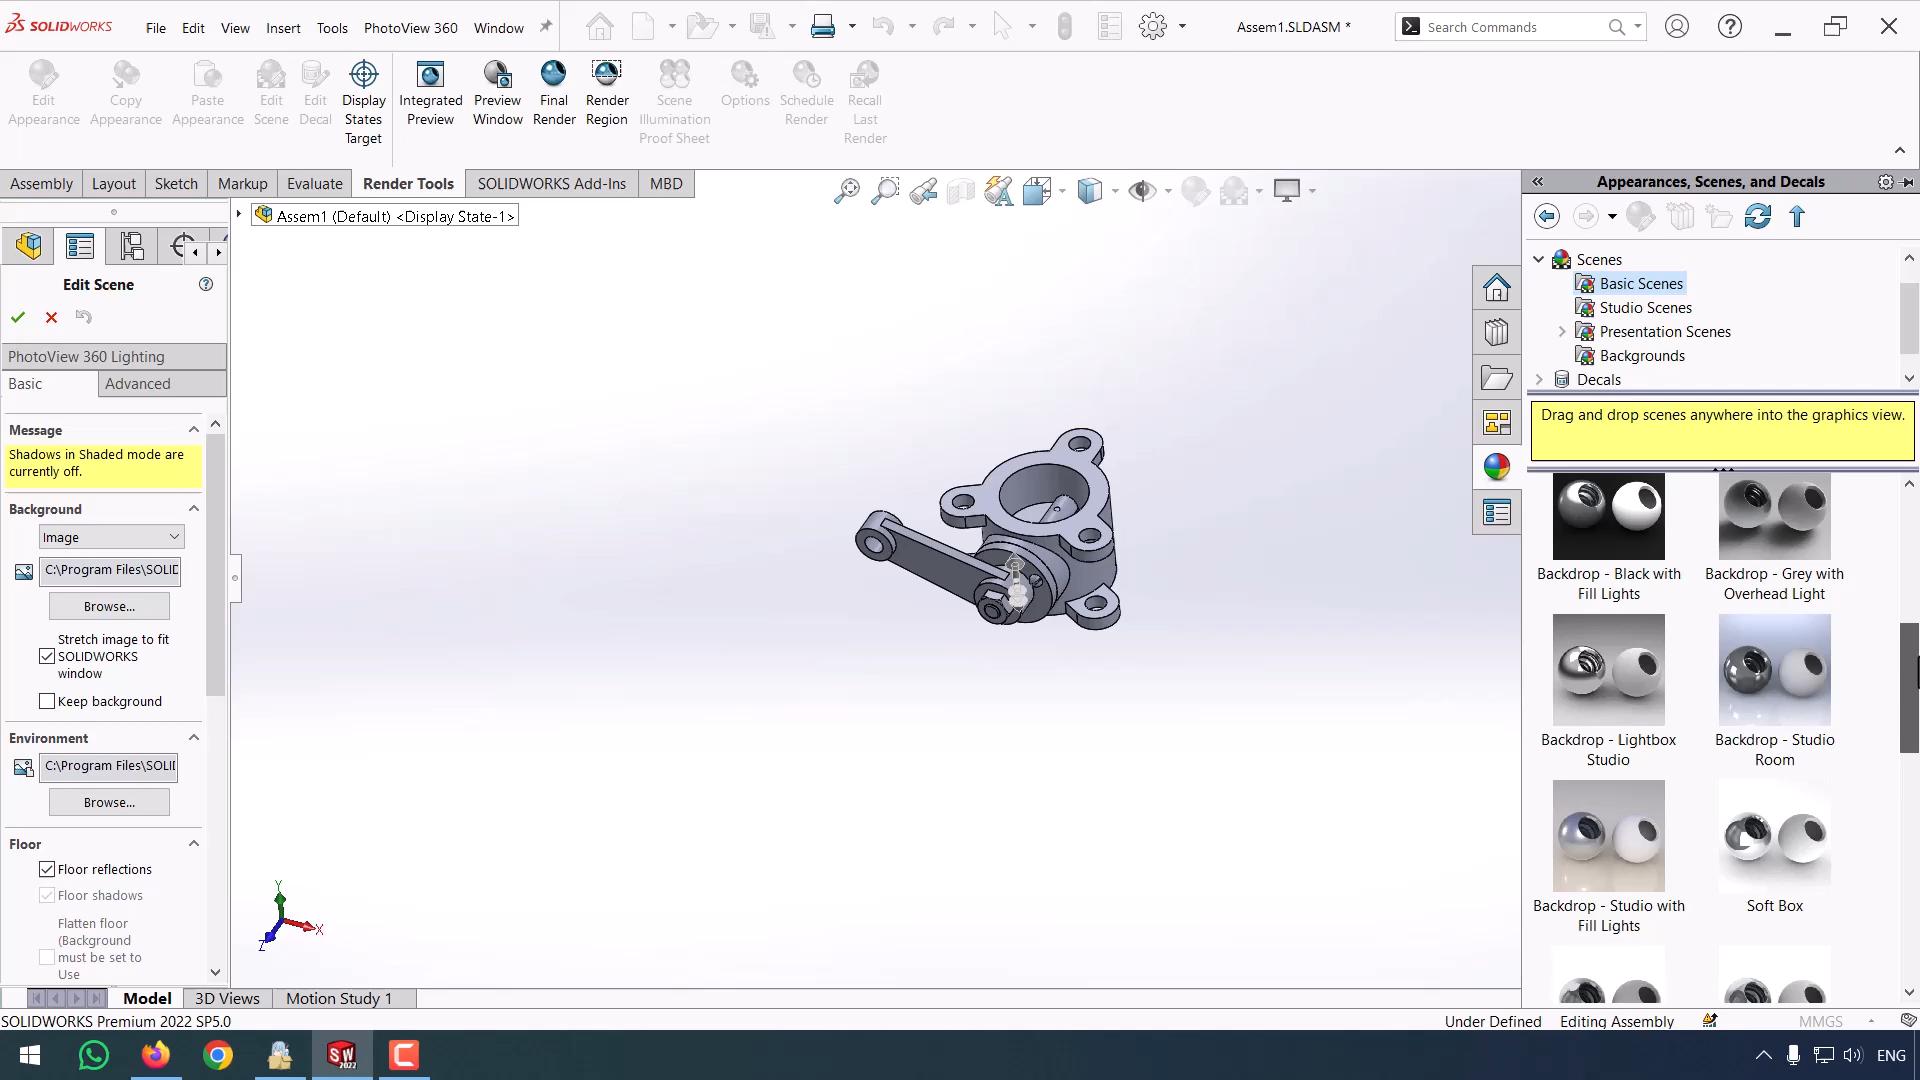 SOLIDWORKS
File Edit View Insert Tools PhotoView 360 Window
Assem1.SLDASM *
Search Commands
Edit Appearance
Copy Appearance
Paste Appearance
Edit Scene
Edit Decal
Display States Target
Integrated Preview
Preview Window
Final Render
Render Region
Scene Illumination Proof Sheet
Options
Schedule Render
Recall Last Render
Assembly Layout Sketch Markup Evaluate Render Tools SOLIDWORKS Add-Ins MBD
Assem1 (Default) <Display State-1>
Edit Scene
PhotoView 360 Lighting
Basic Advanced
Message
Shadows in Shaded mode are
currently off.
Background
Image
C:\Program Files\SOLID
Browse...
Stretch image to fit
SOLIDWORKS
window
Keep background
Environment
C:\Program Files\SOLI
Browse...
Floor
Floor reflections
Floor shadows
Flatten floor
(Background
must be set to
Use
Y
X
Z
Appearances, Scenes, and Decals
Scenes
Basic Scenes
Studio Scenes
Presentation Scenes
Backgrounds
Decals
Drag and drop scenes anywhere into the graphics view.
Backdrop - Black with
Fill Lights
Backdrop - Grey with
Overhead Light
Backdrop - Lightbox
Studio
Backdrop - Studio
Room
Backdrop - Studio with
Fill Lights
Soft Box
Model 3D Views Motion Study 1
SOLIDWORKS Premium 2022 SP5.0
Under Defined Editing Assembly MMGS
SW
2022
ENG